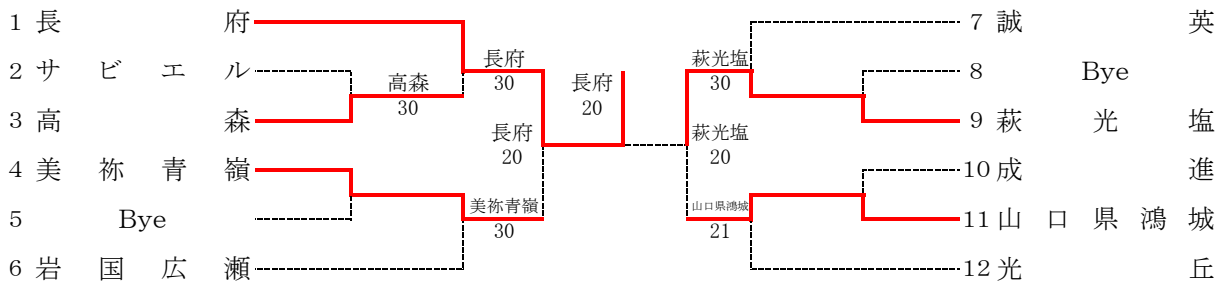 1 長府
2 サビエル
3 高森
4 美祢青嶺
5 Bye
6 岩国広瀬
高森
30
長府
30
美祢青嶺
30
長府
20
長府
20
萩光塩
20
萩光塩
30
山口県鴻城
21
7 誠英
8 Bye
9 萩光塩
10 成進
11 山口県鴻城
12 光丘